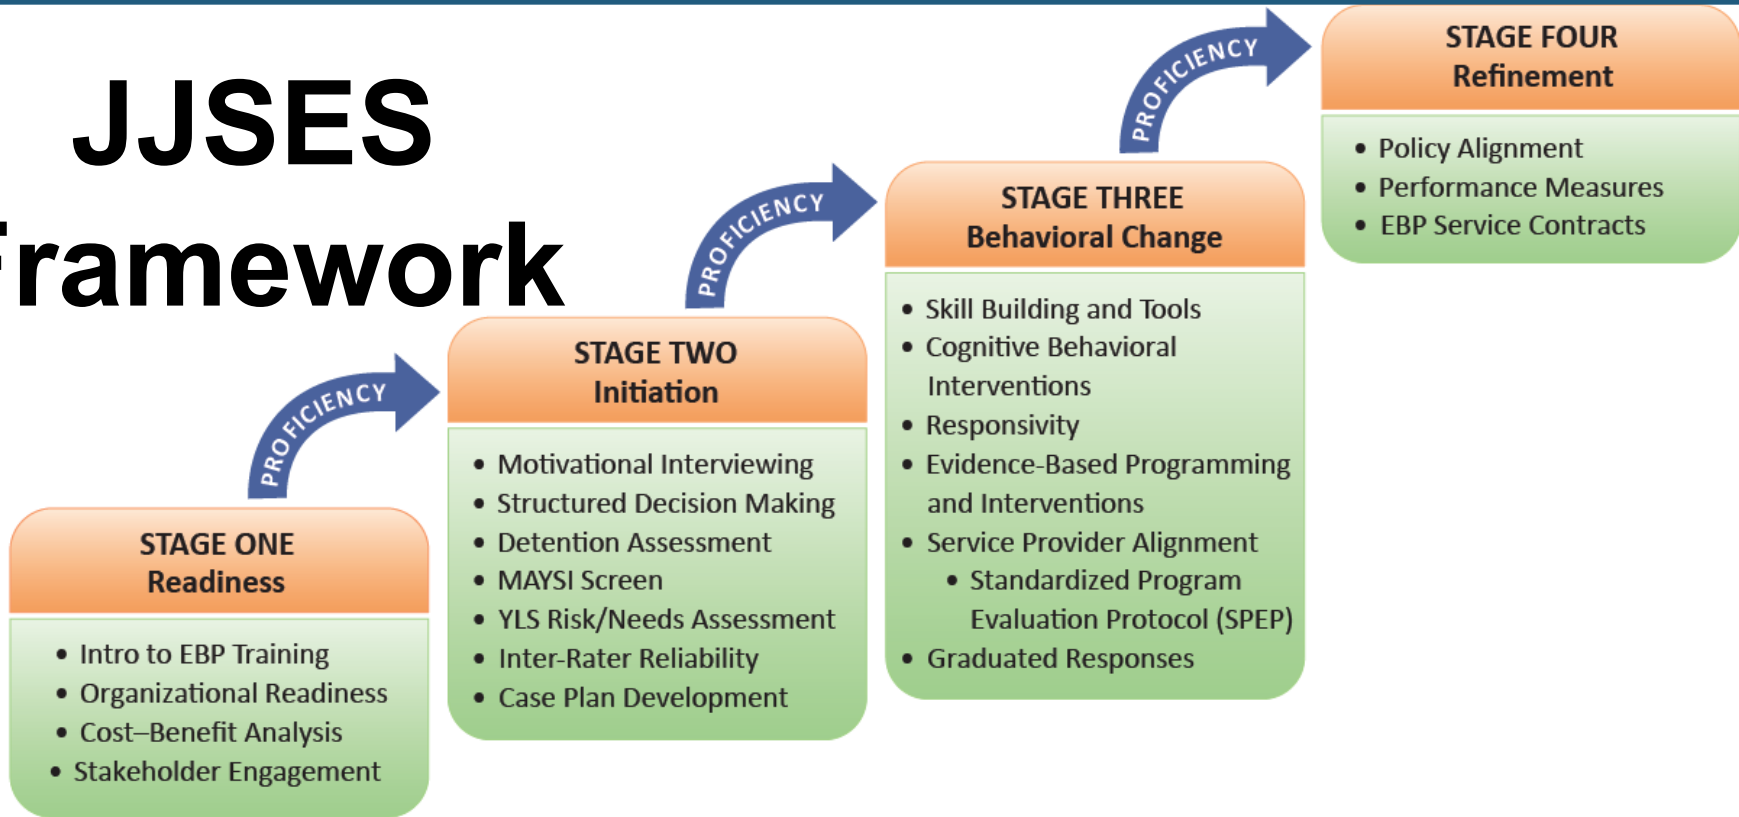 JJSES
Framework
STAGE ONE
Readiness
• Intro to EBP Training
• Organizational Readiness
• Cost–Benefit Analysis
• Stakeholder Engagement
PROFICIENCY
STAGE TWO
Initiation
• Motivational Interviewing
• Structured Decision Making
• Detention Assessment
• MAYSI Screen
• YLS Risk/Needs Assessment
• Inter-Rater Reliability
• Case Plan Development
PROFICIENCY
STAGE THREE
Behavioral Change
• Skill Building and Tools
• Cognitive Behavioral
Interventions
• Responsivity
• Evidence-Based Programming
and Interventions
• Service Provider Alignment
• Standardized Program
Evaluation Protocol (SPEP)
• Graduated Responses
PROFICIENCY
STAGE FOUR
Refinement
• Policy Alignment
• Performance Measures
• EBP Service Contracts